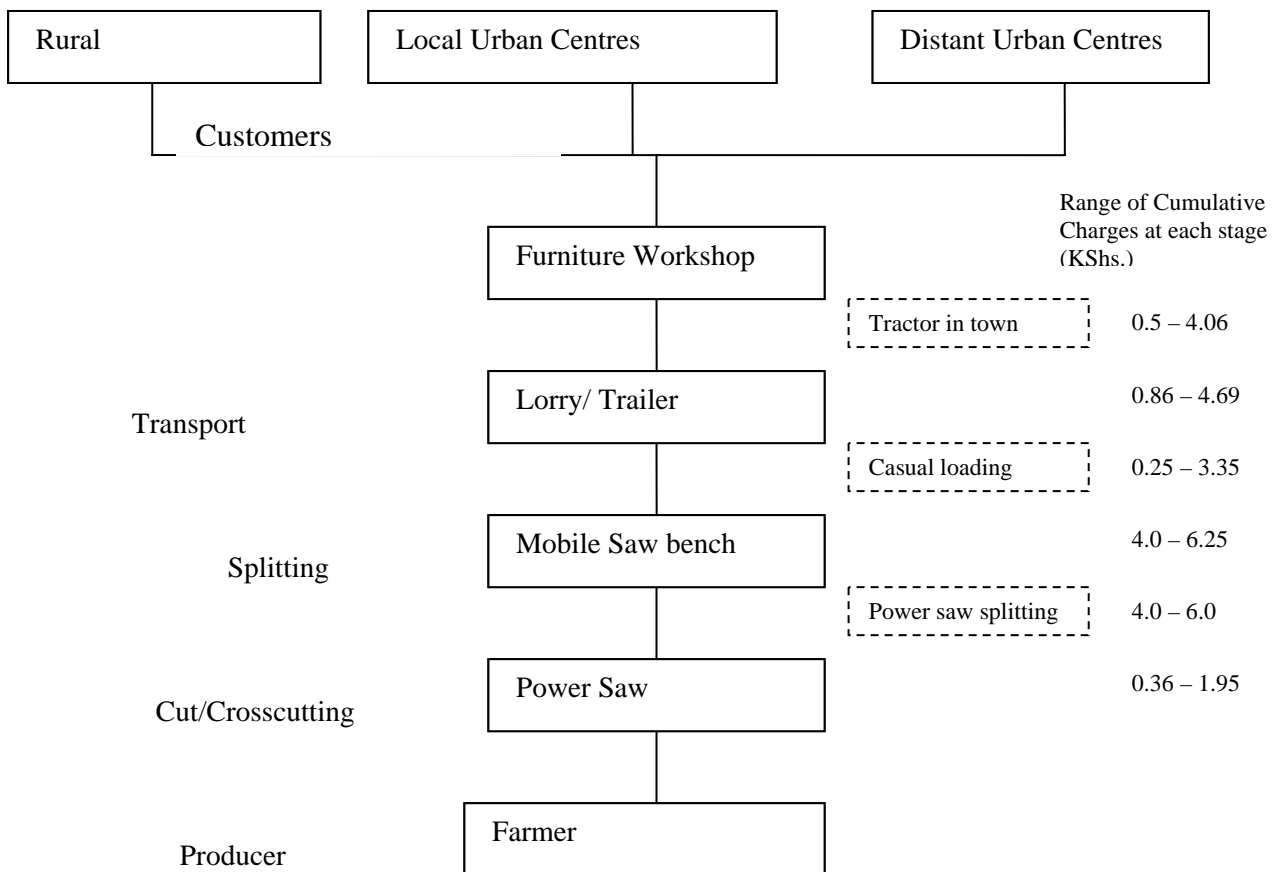 Rural
Local Urban Centres
Distant Urban Centres
Customers
Range of Cumulative
Charges at each stage
(KShs.)
Furniture Workshop
Tractor in town
0.5 – 4.06
Lorry/ Trailer
0.86 – 4.69
Transport
Casual loading
0.25 – 3.35
Mobile Saw bench
4.0 – 6.25
Splitting
Power saw splitting
4.0 – 6.0
Power Saw
0.36 – 1.95
Cut/Crosscutting
Farmer
Producer